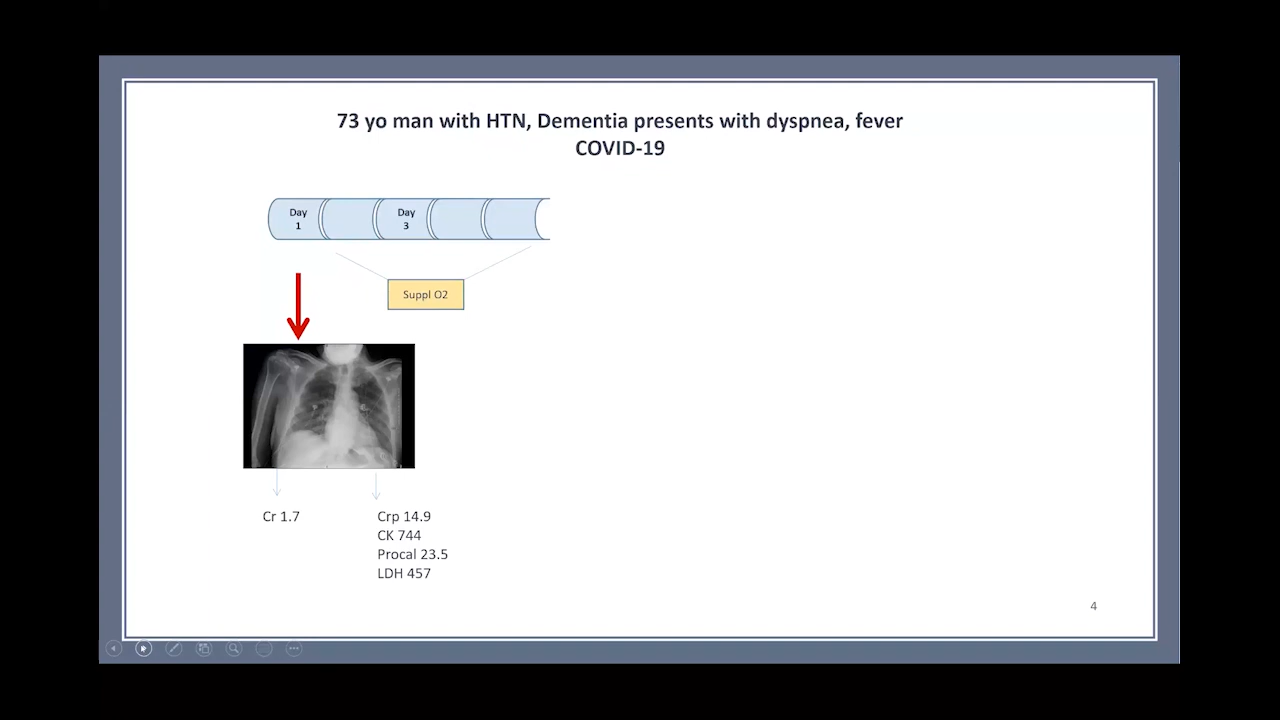 73 yo man with HTN, Dementia presents with dyspnea, fever
COVID-19
Day
1
Day
3
Suppl O2
Cr 1.7
Crp 14.9
CK 744
Procal 23.5
LDH 457
4